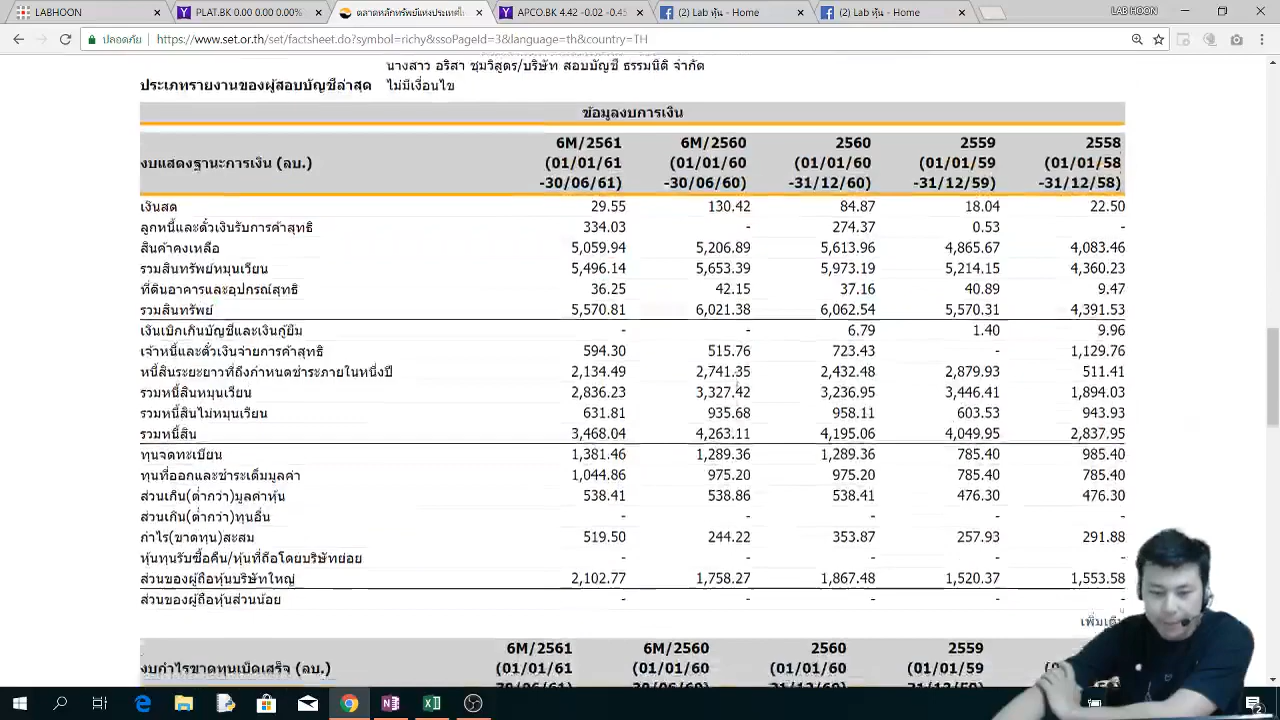 LABHOON
PLAT.BK 0.00 0.00 0.00%
ตลาดหลักทรัพย์แห่งประเทศไ
APCO.BK 4.42 -0.02 -0.45
(2) Lab Hoon - Home
(2) Lab หุ้น - Home
LAB HOON
ปลอดภัย https://www.set.or.th/set/factsheet.do?symbol=richy&ssoPageId=3&language=th&country=TH
นางสาว อริสา ชุมวิสูตร/บริษัท สอบบัญชี ธรรมนิติ จำกัด
ประเภทรายงานของผู้สอบบัญชีล่าสุด ไม่มีเงื่อนไข
ข้อมูลงบการเงิน
6M/2561 6M/2560 2560 2559 2558
งบแสดงฐานะการเงิน (ลบ.) (01/01/61 (01/01/60 (01/01/60 (01/01/59 (01/01/58
-30/06/61) -30/06/60) -31/12/60) -31/12/59) -31/12/58)
เงินสด 29.55 130.42 84.87 18.04 22.50
ลูกหนี้และตั๋วเงินรับการค้าสุทธิ 334.03 - 274.37 0.53 -
สินค้าคงเหลือ 5,059.94 5,206.89 5,613.96 4,865.67 4,083.46
รวมสินทรัพย์หมุนเวียน 5,496.14 5,653.39 5,973.19 5,214.15 4,360.23
ที่ดินอาคารและอุปกรณ์สุทธิ 36.25 42.15 37.16 40.89 9.47
รวมสินทรัพย์ 5,570.81 6,021.38 6,062.54 5,570.31 4,391.53
เงินเบิกเกินบัญชีและเงินกู้ยืม - - 6.79 1.40 9.96
เจ้าหนี้และตั๋วเงินจ่ายการค้าสุทธิ 594.30 515.76 723.43 - 1,129.76
หนี้สินระยะยาวที่ถึงกำหนดชำระภายในหนึ่งปี 2,134.49 2,741.35 2,432.48 2,879.93 511.41
รวมหนี้สินหมุนเวียน 2,836.23 3,327.42 3,236.95 3,446.41 1,894.03
รวมหนี้สินไม่หมุนเวียน 631.81 935.68 958.11 603.53 943.93
รวมหนี้สิน 3,468.04 4,263.11 4,195.06 4,049.95 2,837.95
ทุนจดทะเบียน 1,381.46 1,289.36 1,289.36 785.40 985.40
ทุนที่ออกและชำระเต็มมูลค่า 1,044.86 975.20 975.20 785.40 785.40
ส่วนเกิน(ต่ำกว่า)มูลค่าหุ้น 538.41 538.86 538.41 476.30 476.30
ส่วนเกิน(ต่ำกว่า)ทุนอื่น - - - - -
กำไร(ขาดทุน)สะสม 519.50 244.22 353.87 257.93 291.88
หุ้นทุนรับซื้อคืน/หุ้นที่ถือโดยบริษัทย่อย - - - - -
ส่วนของผู้ถือหุ้นบริษัทใหญ่ 2,102.77 1,758.27 1,867.48 1,520.37 1,553.58
ส่วนของผู้ถือหุ้นส่วนน้อย - - - - -
เพิ่มเติม
6M/2561 6M/2560 2560 2559
งบกำไรขาดทุนเบ็ดเสร็จ (ลบ.) (01/01/61 (01/01/60 (01/01/60 (01/01/59